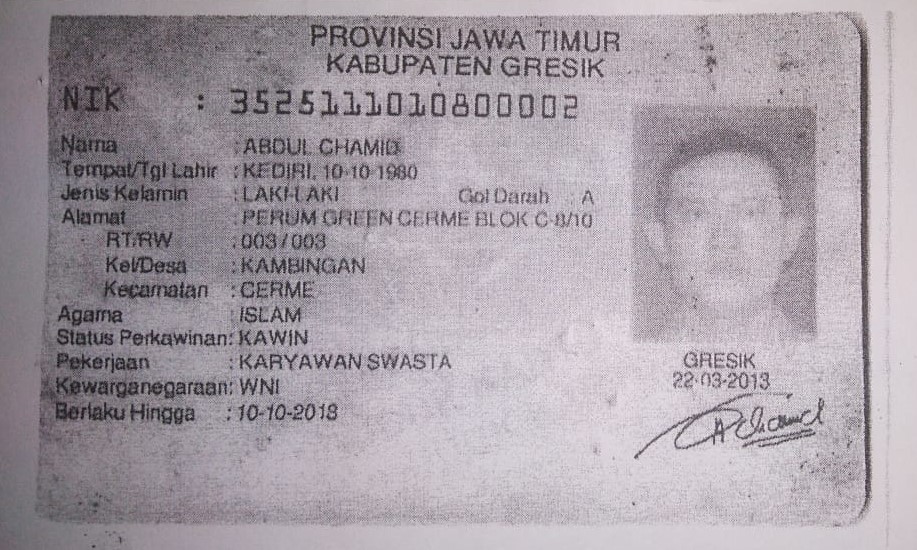 PROVINSI JAWA TIMUR
KABUPATEN GRESIK
NIK : 3525111010800002
Nama : ABDUL CHAMID
Tempat/Tgl Lahir : KEDIRI, 10-10-1980
Jenis Kelamin : LAKI-LAKI Gol Darah : A
Alamat : PERUM GREEN CERME BLOK C-8/10
RT/RW : 003/003
Kel/Desa : KAMBINGAN
Kecamatan : CERME
Agama : ISLAM
Status Perkawinan: KAWIN
Pekerjaan : KARYAWAN SWASTA
Kewarganegaraan: WNI
Berlaku Hingga : 10-10-2018
GRESIK
22-03-2013